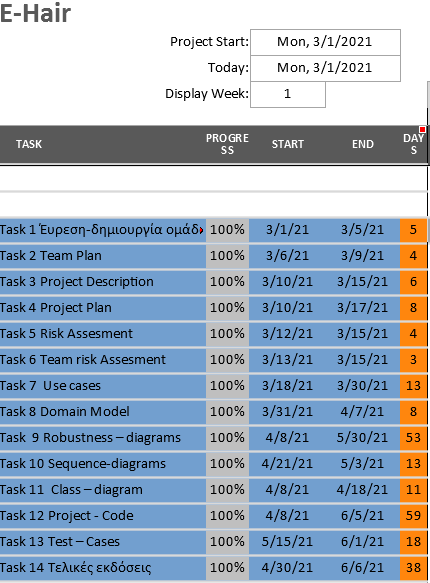 E-Hair
Project Start: Mon, 3/1/2021
Today: Mon, 3/1/2021
Display Week: 1
TASK PROGRESS START END DAYS
Task 1 Έυρεση-δημιουργία ομάδ 100% 3/1/21 3/5/21 5
Task 2 Team Plan 100% 3/6/21 3/9/21 4
Task 3 Project Description 100% 3/10/21 3/15/21 6
Task 4 Project Plan 100% 3/10/21 3/17/21 8
Task 5 Risk Assesment 100% 3/12/21 3/15/21 4
Task 6 Team risk Assesment 100% 3/13/21 3/15/21 3
Task 7 Use cases 100% 3/18/21 3/30/21 13
Task 8 Domain Model 100% 3/31/21 4/7/21 8
Task 9 Robustness – diagrams 100% 4/8/21 5/30/21 53
Task 10 Sequence-diagrams 100% 4/21/21 5/3/21 13
Task 11 Class – diagram 100% 4/8/21 4/18/21 11
Task 12 Project - Code 100% 4/8/21 6/5/21 59
Task 13 Test – Cases 100% 5/15/21 6/1/21 18
Task 14 Τελικές εκδόσεις 100% 4/30/21 6/6/21 38